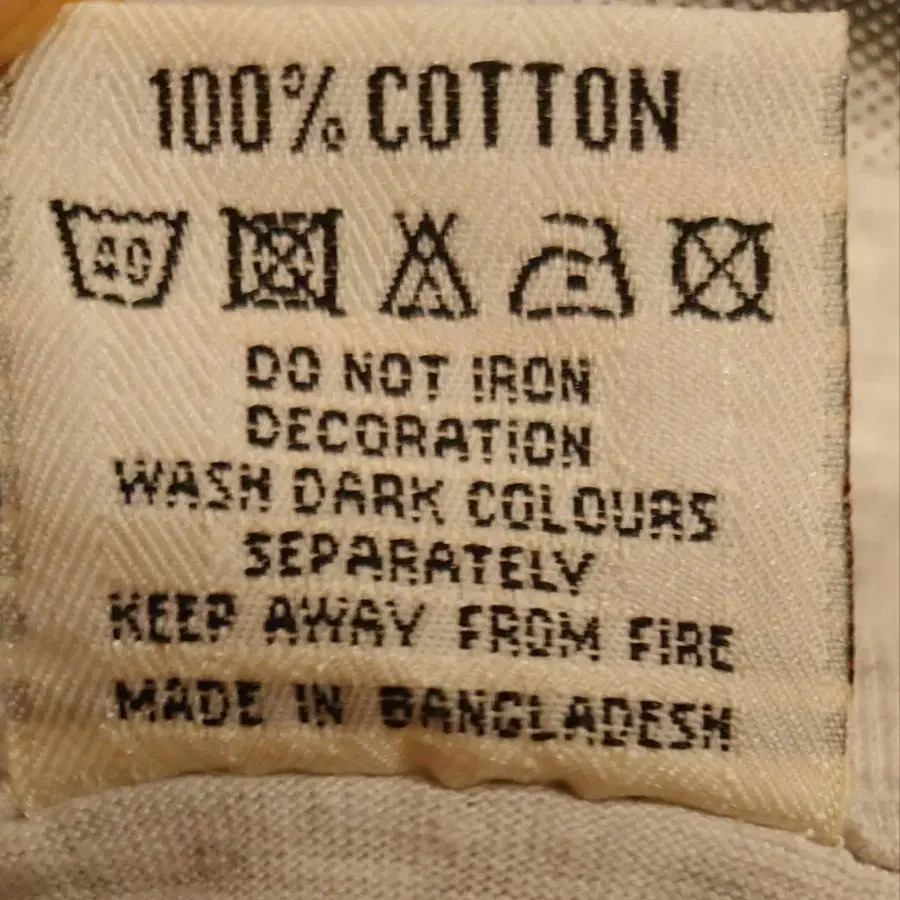 100% COTTON
40
DO NOT IRON
DECORATION
WASH DARK COLOURS
SEPARATELY
KEEP AWAY FROM FIRE
MADE IN BANGLADESH